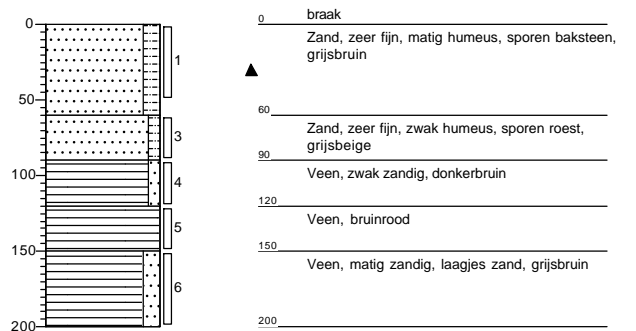 0
50
100
150
200
1
3
4
5
6
0 braak
Zand, zeer fijn, matig humeus, sporen baksteen,
grijsbruin
60
Zand, zeer fijn, zwak humeus, sporen roest,
grijsbeige
90
Veen, zwak zandig, donkerbruin
120
Veen, bruinrood
150
Veen, matig zandig, laagjes zand, grijsbruin
200